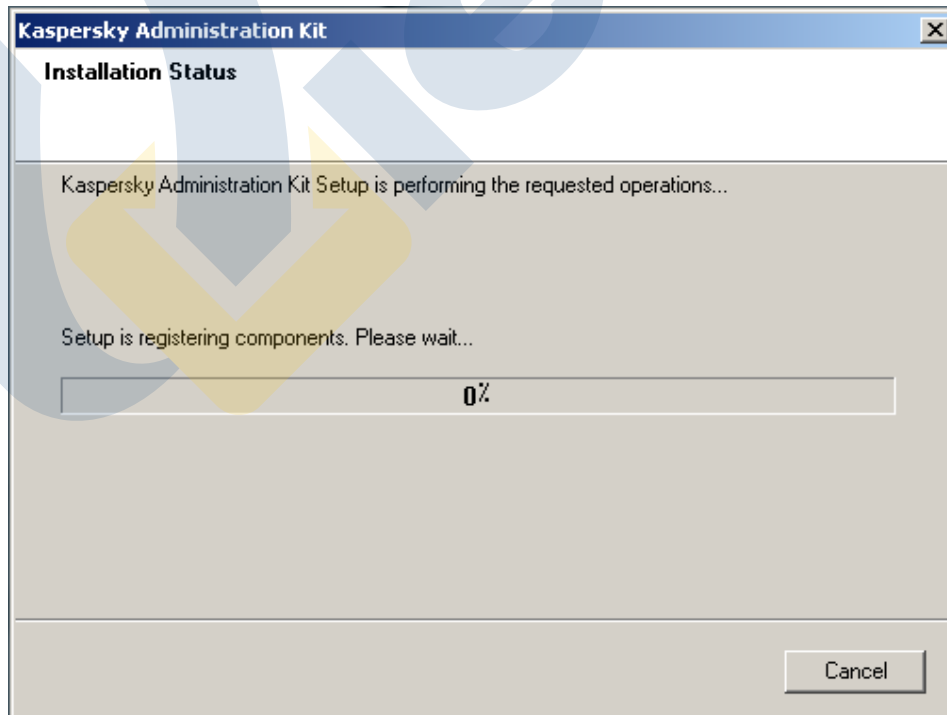 Kaspersky Administration Kit
Installation Status
Kaspersky Administration Kit Setup is performing the requested operations...
Setup is registering components. Please wait...
0%
Cancel